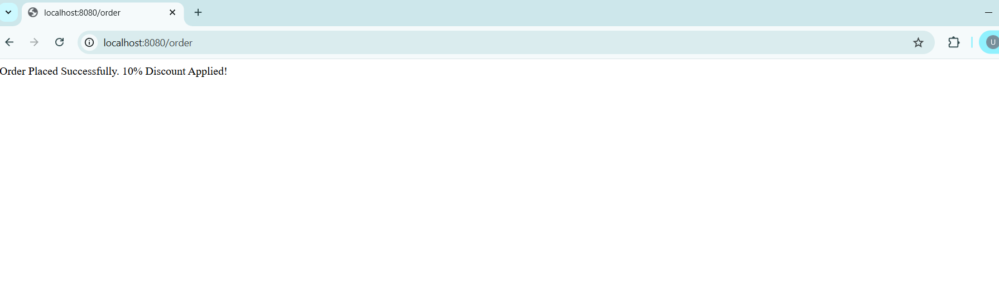 localhost:8080/order
localhost:8080/order
U
Order Placed Successfully. 10% Discount Applied!